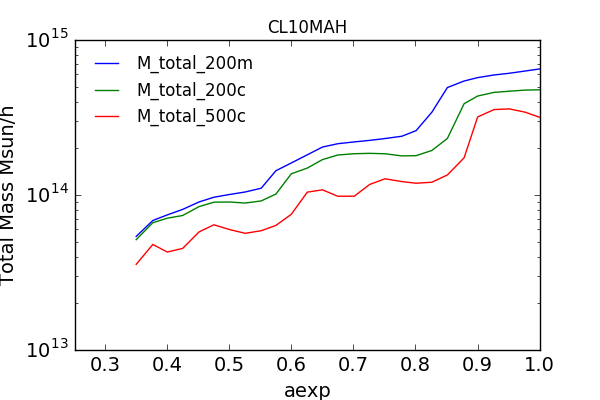 CL10MAH
10^15
M_total_200m
M_total_200c
M_total_500c
Total Mass Msun/h
10^14
10^13
0.3 0.4 0.5 0.6 0.7 0.8 0.9 1.0
aexp